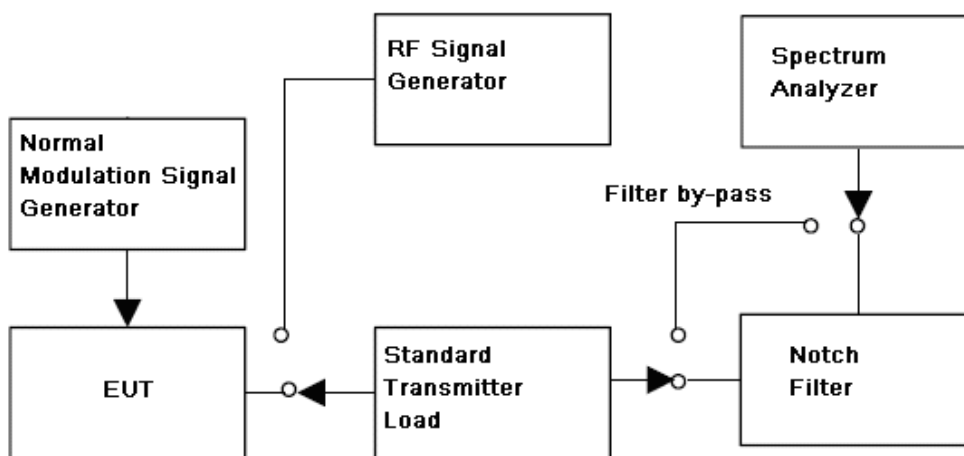 RF Signal
Generator
Spectrum
Analyzer
Normal
Modulation Signal
Generator
Filter by-pass
EUT
Standard
Transmitter
Load
Notch
Filter